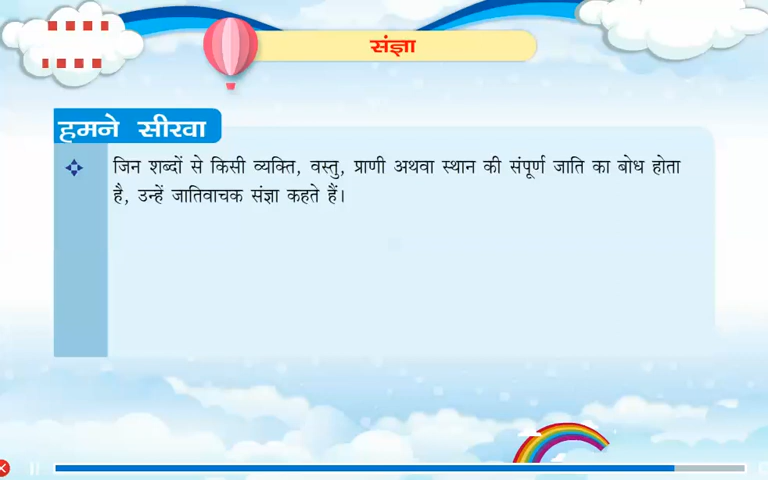 संज्ञा
हमने सीखा
जिन शब्दों से किसी व्यक्ति, वस्तु, प्राणी अथवा स्थान की संपूर्ण जाति का बोध होता
है, उन्हें जातिवाचक संज्ञा कहते हैं।